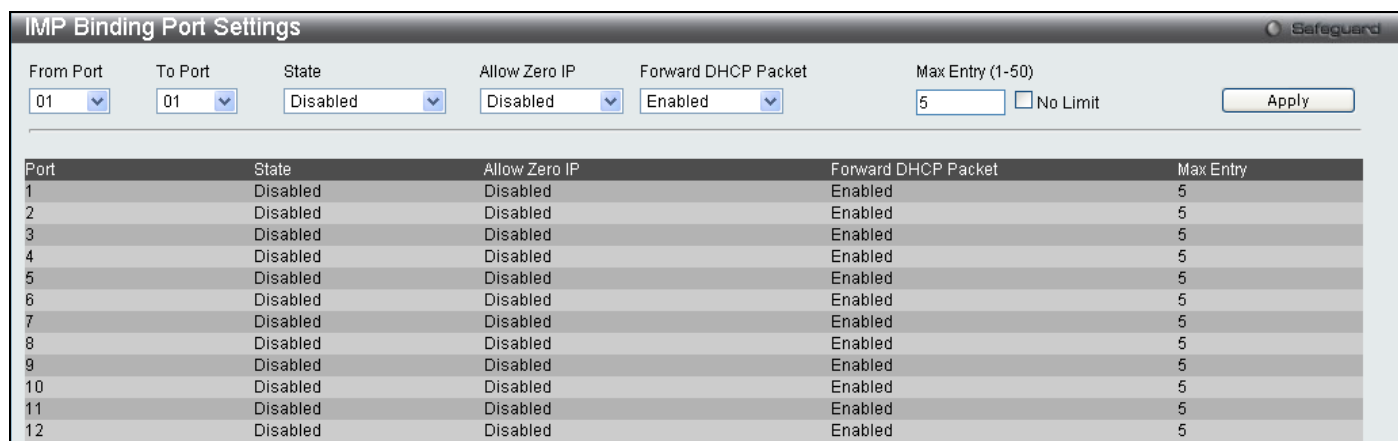 IMP Binding Port Settings Safeguard
From Port To Port State Allow Zero IP Forward DHCP Packet Max Entry (1-50)
01 01 Disabled Disabled Enabled 5 No Limit Apply
Port State Allow Zero IP Forward DHCP Packet Max Entry
1 Disabled Disabled Enabled 5
2 Disabled Disabled Enabled 5
3 Disabled Disabled Enabled 5
4 Disabled Disabled Enabled 5
5 Disabled Disabled Enabled 5
6 Disabled Disabled Enabled 5
7 Disabled Disabled Enabled 5
8 Disabled Disabled Enabled 5
9 Disabled Disabled Enabled 5
10 Disabled Disabled Enabled 5
11 Disabled Disabled Enabled 5
12 Disabled Disabled Enabled 5